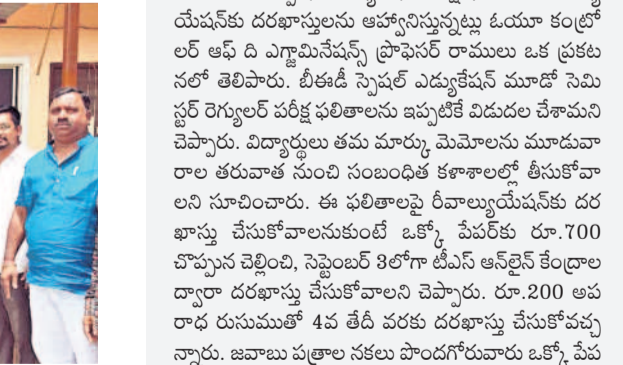 యేషన్‌కు దరఖాస్తులను ఆహ్వానిస్తున్నట్లు ఓయూ కంట్రో
లర్ ఆఫ్ ది ఎగ్జామినేషన్స్ ప్రొఫెసర్ రాములు ఒక ప్రకట
నలో తెలిపారు. బీఈడీ స్పెషల్ ఎడ్యుకేషన్ మూడో సెమి
స్టర్ రెగ్యులర్ పరీక్ష ఫలితాలను ఇప్పటికే విడుదల చేశామని
చెప్పారు. విద్యార్థులు తమ మార్కు మెమోలను మూడువా
రాల తరువాత నుంచి సంబంధిత కళాశాలల్లో తీసుకోవా
లని సూచించారు. ఈ ఫలితాలపై రీవాల్యుయేషన్‌కు దర
ఖాస్తు చేసుకోవాలనుకుంటే ఒక్కో పేపర్‌కు రూ.700
చొప్పున చెల్లించి, సెప్టెంబర్ 3లోగా టీఎస్ ఆన్‌లైన్ కేంద్రాల
ద్వారా దరఖాస్తు చేసుకోవాలని చెప్పారు. రూ.200 అప
రాధ రుసుముతో 4వ తేదీ వరకు దరఖాస్తు చేసుకోవచ్చ
న్నారు. జవాబు పత్రాల నకలు పొందగోరువారు ఒక్కో పేప